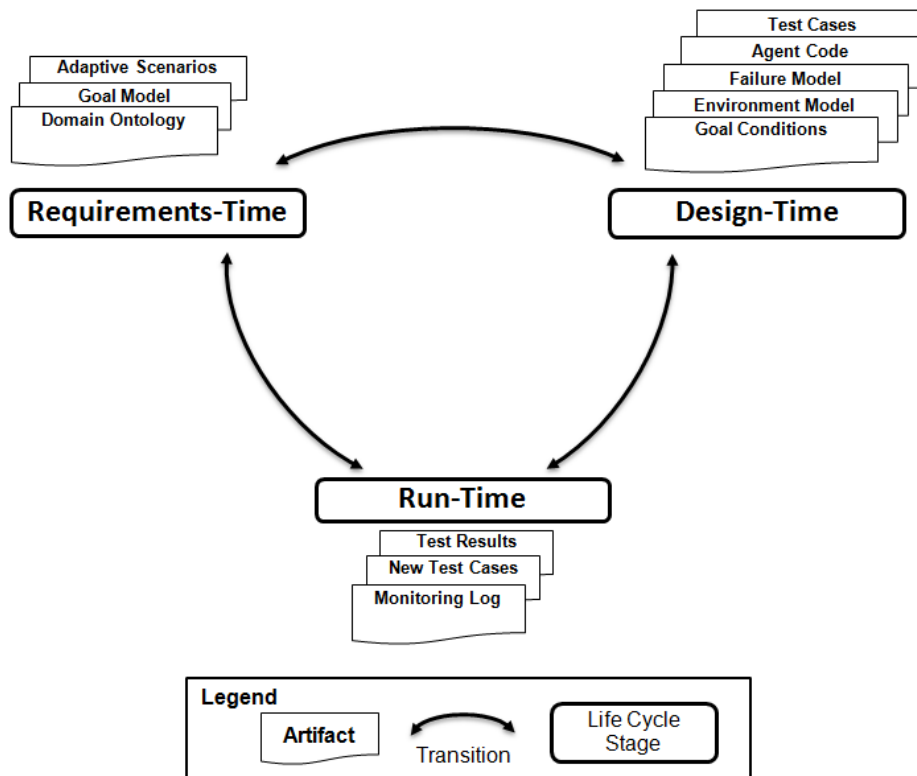 Adaptive Scenarios
Goal Model
Domain Ontology
Requirements-Time
Test Cases
Agent Code
Failure Model
Environment Model
Goal Conditions
Design-Time
Run-Time
Test Results
New Test Cases
Monitoring Log
Legend
Artifact
Transition
Life Cycle
Stage